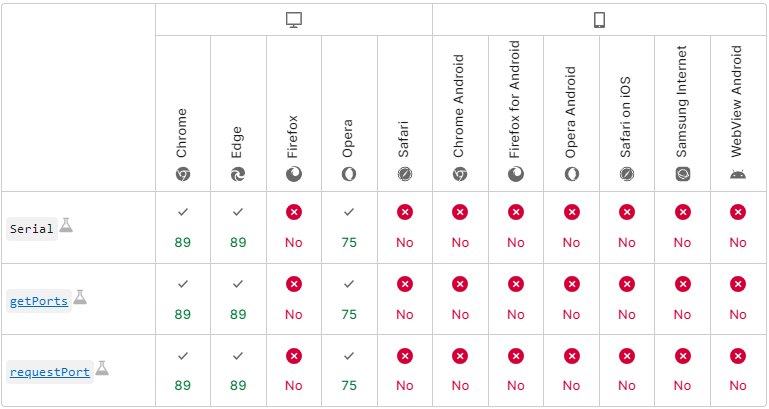 Chrome Edge Firefox Opera Safari Chrome Android Firefox for Android Opera Android Safari on iOS Samsung Internet WebView Android
Serial
89 89 No 75 No No No No No No No
getPorts
89 89 No 75 No No No No No No No
requestPort
89 89 No 75 No No No No No No No